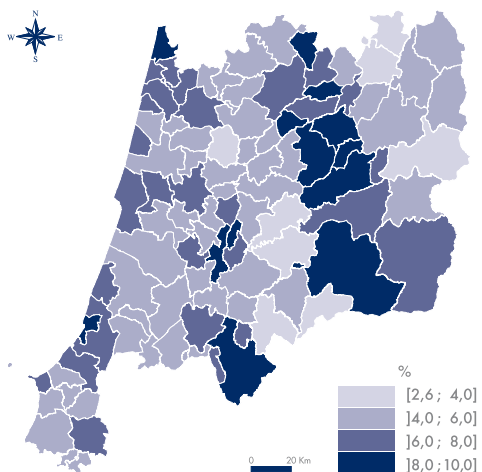 N
W E
S
%
]2,6 ; 4,0]
]4,0 ; 6,0]
]6,0 ; 8,0]
]8,0 ; 10,0]
0 20 Km